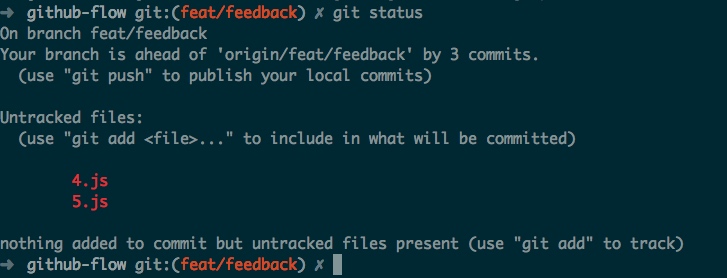 ➜ github-flow git:(feat/feedback) ✗ git status
On branch feat/feedback
Your branch is ahead of 'origin/feat/feedback' by 3 commits.
(use "git push" to publish your local commits)
Untracked files:
(use "git add <file>..." to include in what will be committed)
4.js
5.js
nothing added to commit but untracked files present (use "git add" to track)
➜ github-flow git:(feat/feedback) ✗